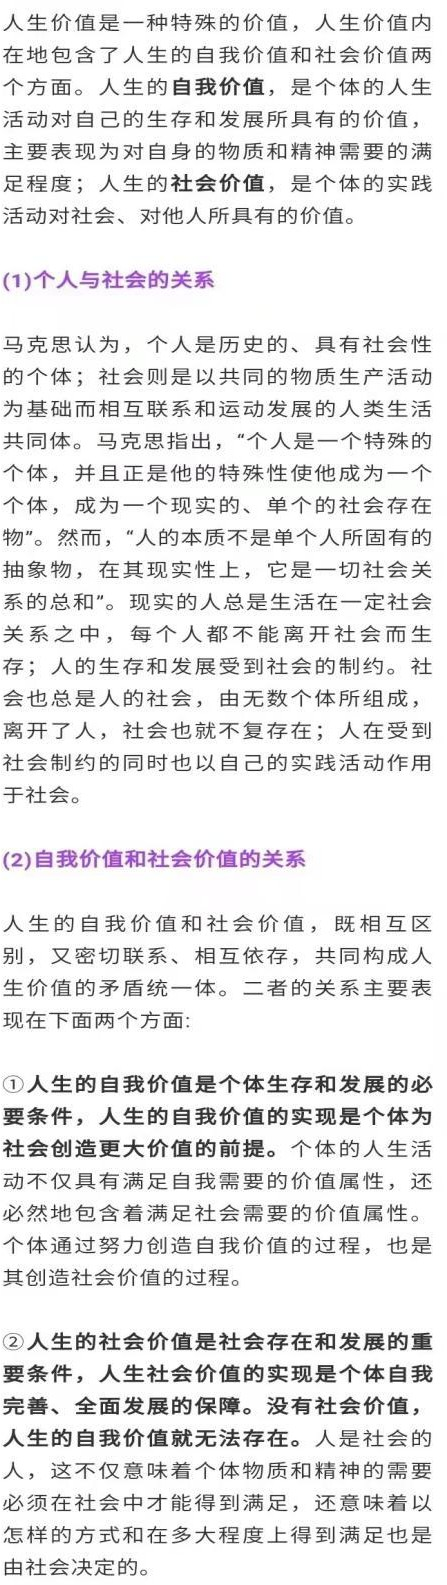 人生价值是一种特殊的价值，人生价值内
在地包含了人生的自我价值和社会价值两
个方面。人生的自我价值，是个体的人生
活动对自己的生存和发展所具有的价值，
主要表现为对自身的物质和精神需要的满
足程度；人生的社会价值，是个体的实践
活动对社会、对他人所具有的价值。
(1)个人与社会的关系
马克思认为，个人是历史的、具有社会性
的个体；社会则是以共同的物质生产活动
为基础而相互联系和运动发展的人类生活
共同体。马克思指出，“个人是一个特殊的
个体，并且正是他的特殊性使他成为一个
个体，成为一个现实的、单个的社会存在
物”。然而，“人的本质不是单个人所固有的
抽象物，在其现实性上，它是一切社会关
系的总和”。现实的人总是生活在一定社会
关系之中，每个人都不能离开社会而生
存；人的生存和发展受到社会的制约。社
会也总是人的社会，由无数个体所组成，
离开了人，社会也就不复存在；人在受到
社会制约的同时也以自己的实践活动作用
于社会。
(2)自我价值和社会价值的关系
人生的自我价值和社会价值，既相互区
别，又密切联系、相互依存，共同构成人
生价值的矛盾统一体。二者的关系主要表
现在下面两个方面:
①人生的自我价值是个体生存和发展的必
要条件，人生的自我价值的实现是个体为
社会创造更大价值的前提。个体的人生活
动不仅具有满足自我需要的价值属性，还
必然地包含着满足社会需要的价值属性。
个体通过努力创造自我价值的过程，也是
其创造社会价值的过程。
②人生的社会价值是社会存在和发展的重
要条件，人生社会价值的实现是个体自我
完善、全面发展的保障。没有社会价值，
人生的自我价值就无法存在。人是社会的
人，这不仅意味着个体物质和精神的需要
必须在社会中才能得到满足，还意味着以
怎样的方式和在多大程度上得到满足也是
由社会决定的。